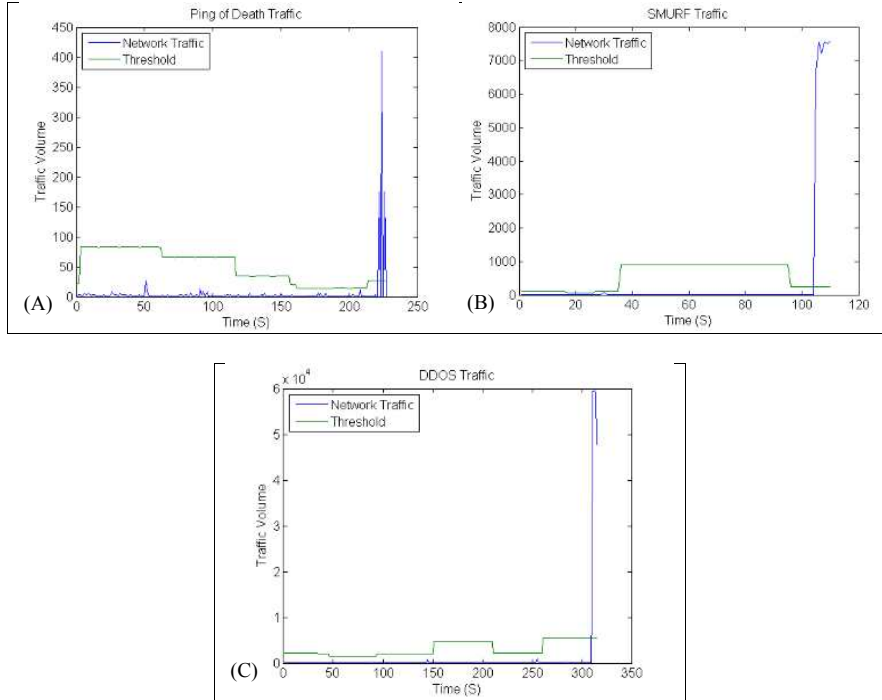 Ping of Death Traffic
450
400
350
300
250
200
150
100
50
0
Traffic Volume
Network Traffic
Threshold
0
50
100
150
200
250
Time (S)
(A)
SMURF Traffic
8000
7000
6000
5000
4000
3000
2000
1000
0
Traffic Volume
Network Traffic
Threshold
0
20
40
60
80
100
120
Time (S)
(B)
DDOS Traffic
x 10^4
6
5
4
3
2
1
0
Traffic Volume
Network Traffic
Threshold
0
50
100
150
200
250
300
350
Time (S)
(C)